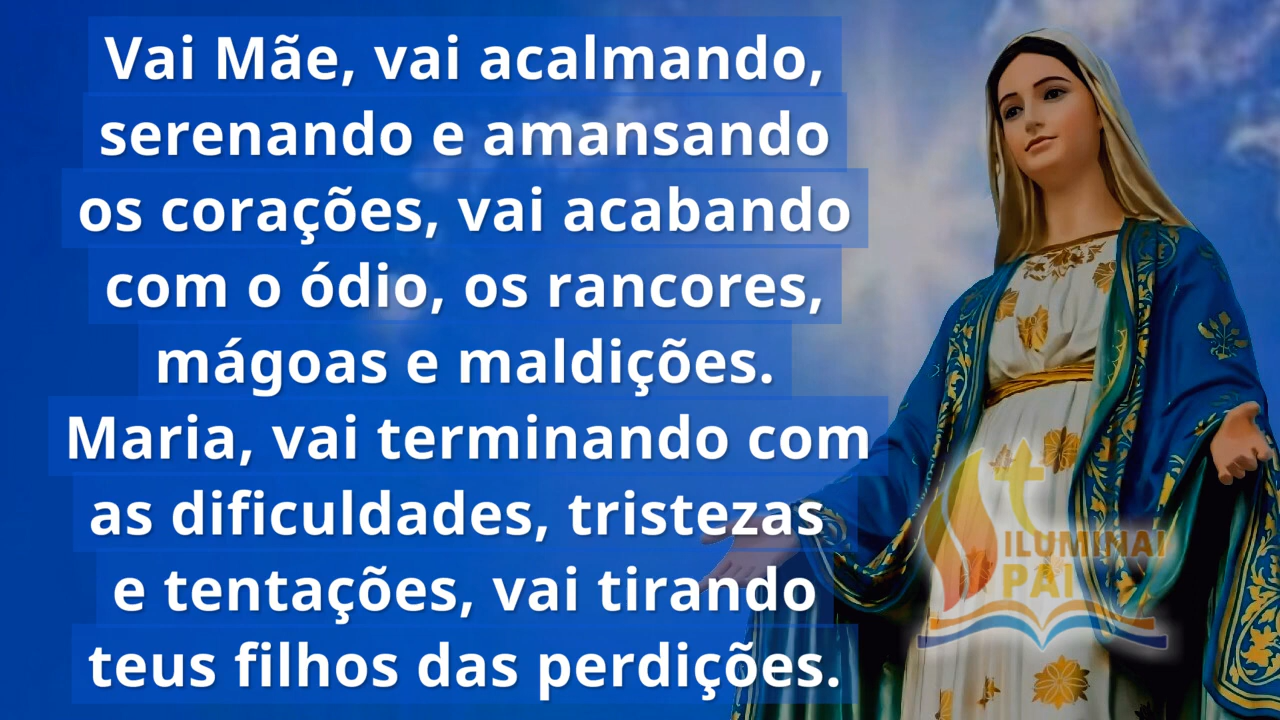 Vai Mãe, vai acalmando,
serenando e amansando
os corações, vai acabando
com o ódio, os rancores,
mágoas e maldições.
Maria, vai terminando com
as dificuldades, tristezas
e tentações, vai tirando
teus filhos das perdições.
ILUMINAI
PAI